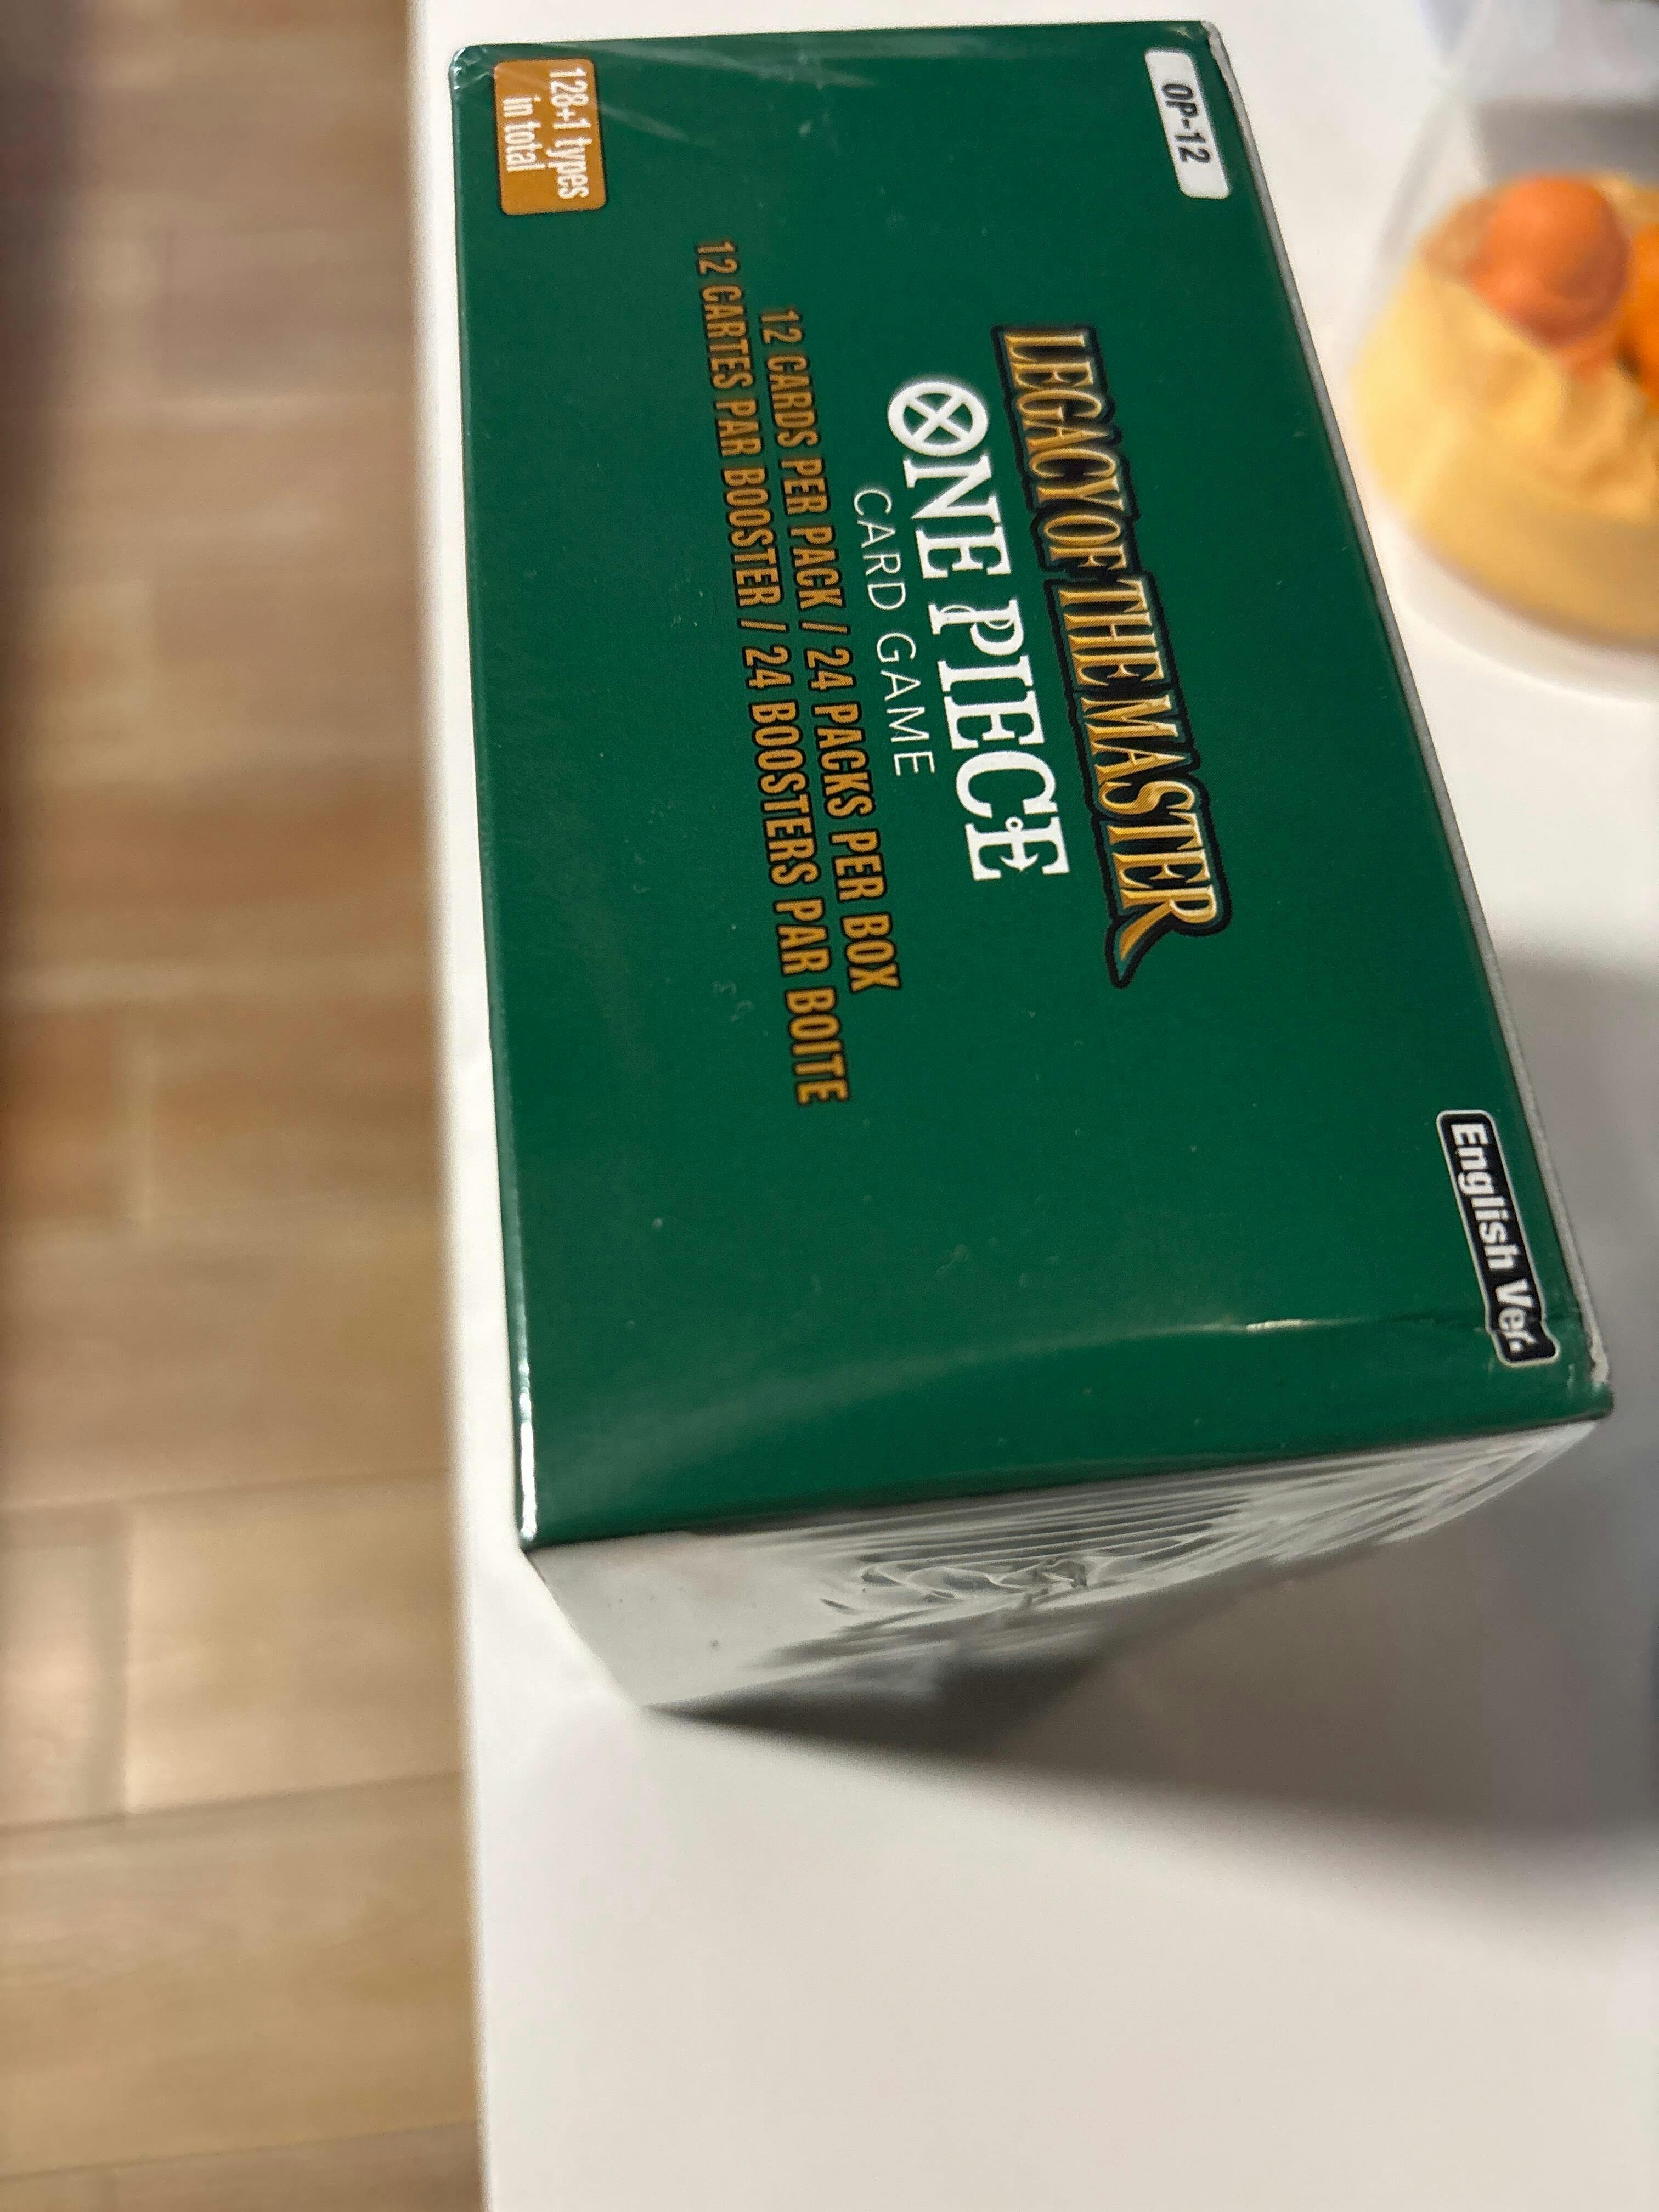 OP-12
English Ver.
LEGACY OF THE MASTER
ONE PIECE
CARD GAME
12 CARDS PER PACK / 24 PACKS PER BOX
12 CARTES PAR BOOSTER / 24 BOOSTERS PAR BOITE
128+1 types
in total